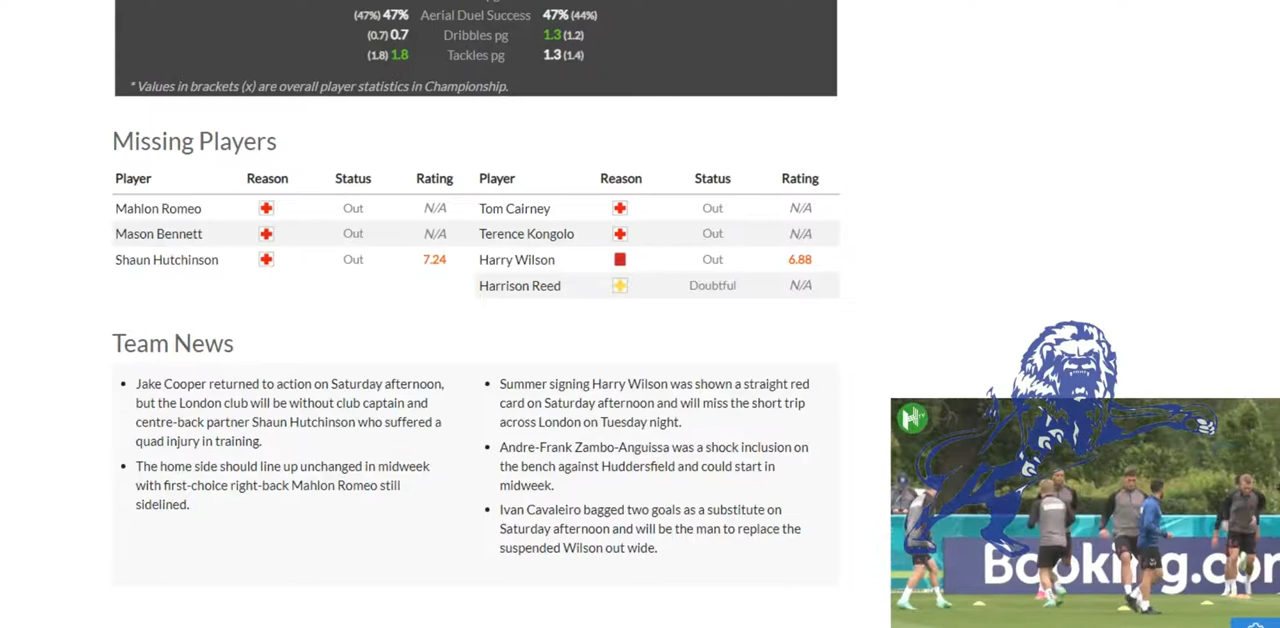 (47%) 47% Aerial Duel Success 47% (44%)
(0.7) 0.7 Dribbles pg 1.3 (1.2)
(1.8) 1.8 Tackles pg 1.3 (1.4)
* Values in brackets (x) are overall player statistics in Championship.
Missing Players
Player Reason Status Rating Player Reason Status Rating
Mahlon Romeo Out N/A Tom Cairney Out N/A
Mason Bennett Out N/A Terence Kongolo Out N/A
Shaun Hutchinson Out 7.24 Harry Wilson Out 6.88
Harrison Reed Doubtful N/A
Team News
• Jake Cooper returned to action on Saturday afternoon,
but the London club will be without club captain and
centre-back partner Shaun Hutchinson who suffered a
quad injury in training.
• The home side should line up unchanged in midweek
with first-choice right-back Mahlon Romeo still
sidelined.
• Summer signing Harry Wilson was shown a straight red
card on Saturday afternoon and will miss the short trip
across London on Tuesday night.
• Andre-Frank Zambo-Anguissa was a shock inclusion on
the bench against Huddersfield and could start in
midweek.
• Ivan Cavaleiro bagged two goals as a substitute on
Saturday afternoon and will be the man to replace the
suspended Wilson out wide.
Booking.com